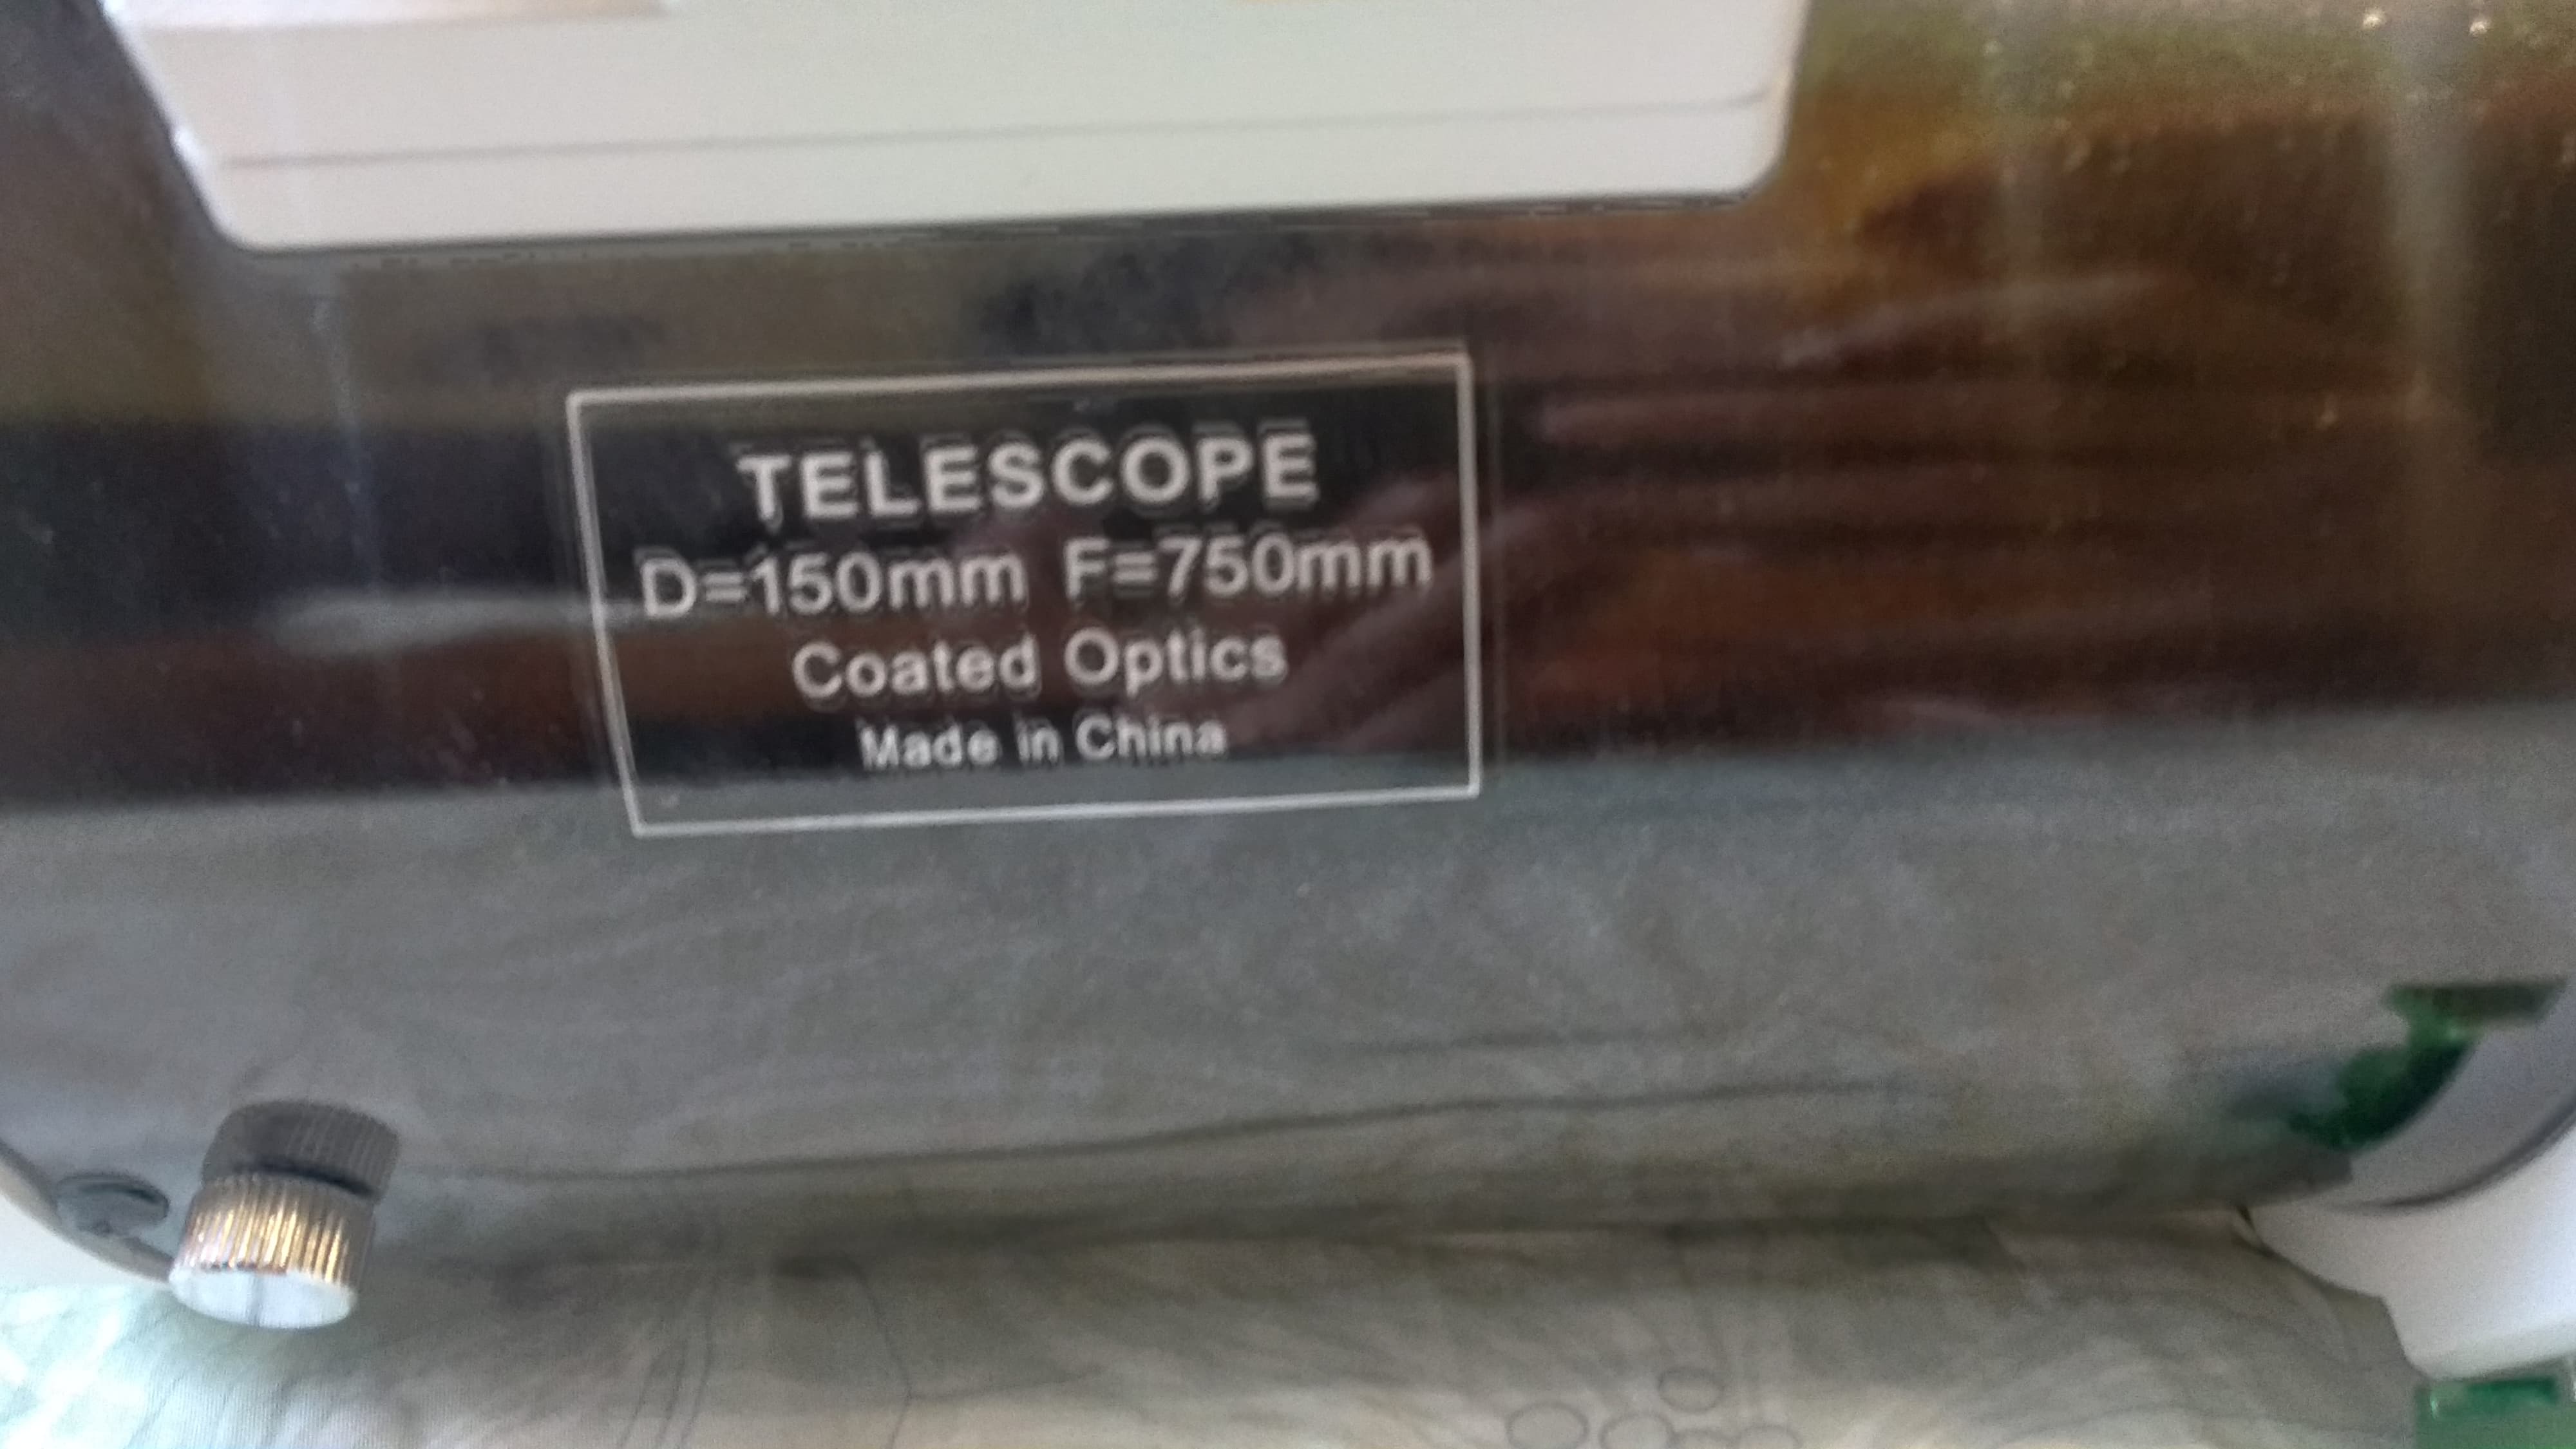 TELESCOPE
D=150mm F=750mm
Coated Optics
Made in China